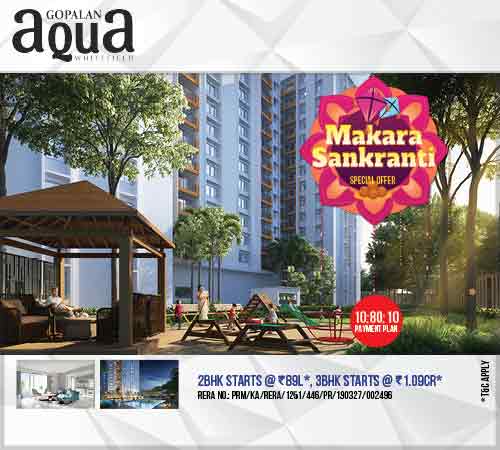 GOPALAN
aqua
WHITEFIELD
Makara
Sankranti
SPECIAL OFFER
10:80:10
PAYMENT PLAN
2BHK STARTS @ ₹89L*, 3BHK STARTS @ ₹1.09CR*
RERA NO.: PRM/KA/RERA/1251/446/PR/190327/002496
*T&C APPLY